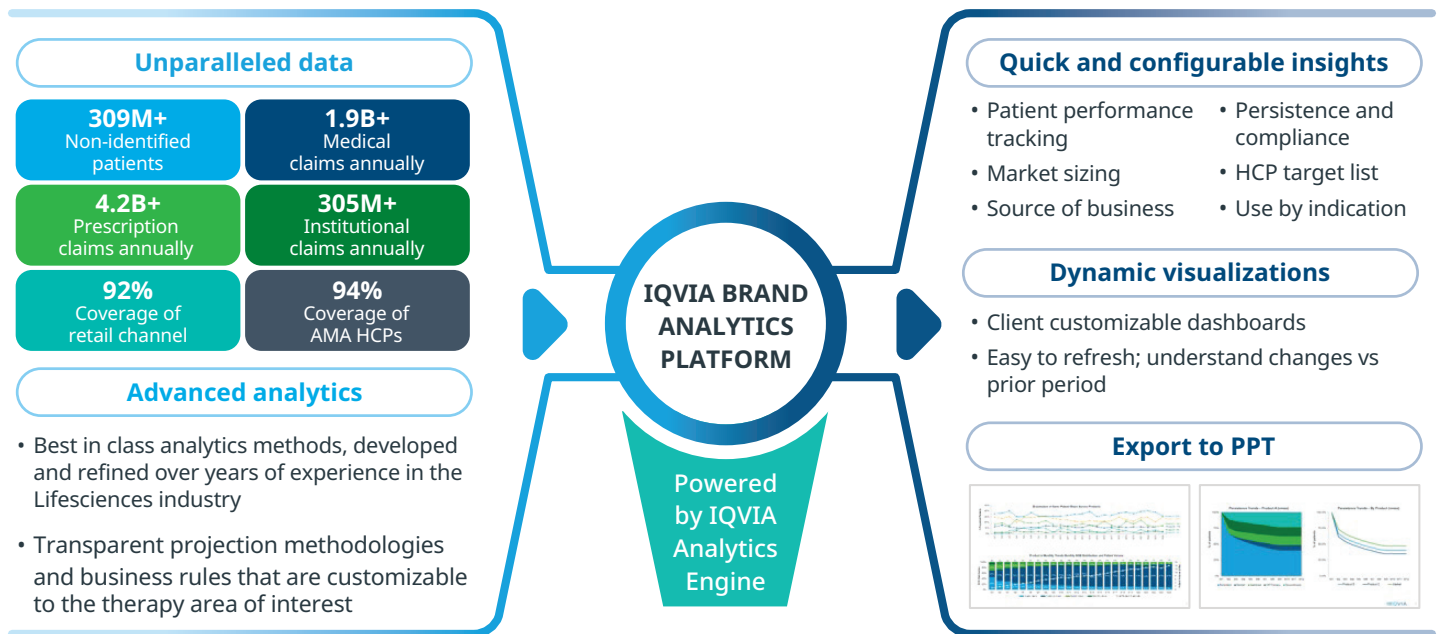 Unparalleled data
309M+
Non-identified
patients
1.9B+
Medical
claims annually
4.2B+
Prescription
claims annually
305M+
Institutional
claims annually
92%
Coverage of
retail channel
94%
Coverage of
AMA HCPs
Advanced analytics
• Best in class analytics methods, developed
and refined over years of experience in the
Lifesciences industry
• Transparent projection methodologies
and business rules that are customizable
to the therapy area of interest
IQVIA BRAND
ANALYTICS
PLATFORM
Powered
by IQVIA
Analytics
Engine
Quick and configurable insights
• Patient performance
tracking
• Market sizing
• Source of business
• Persistence and
compliance
• HCP target list
• Use by indication
Dynamic visualizations
• Client customizable dashboards
• Easy to refresh; understand changes vs
prior period
Export to PPT